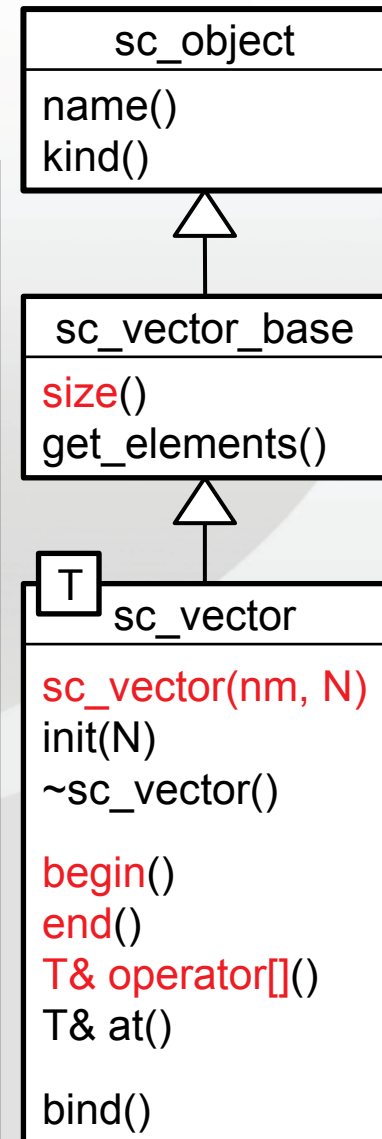 sc_object
name()
kind()
sc_vector_base
size()
get_elements()
T
sc_vector
sc_vector(nm, N)
init(N)
~sc_vector()
begin()
end()
T& operator[]()
T& at()
bind()